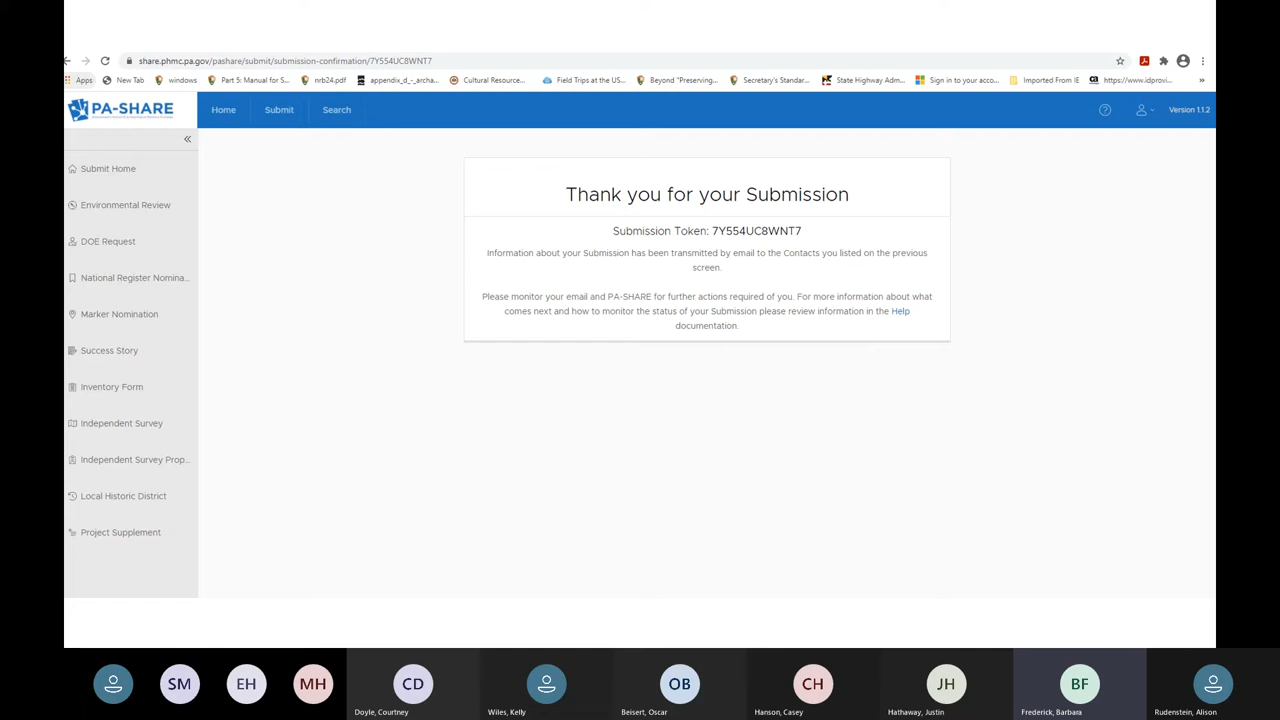 share.phmc.pa.gov/pashare/submit/submission-confirmation/7Y554UC8WNT7
Apps New Tab windows Part 5: Manual for S... nrb24.pdf appendix_d_-_archa... Cultural Resource... Field Trips at the US... Beyond "Preserving... Secretary's Standar... State Highway Adm... Sign in to your acco... Imported From IE https://www.idprovi... »
PA-SHARE Home Submit Search Version 1.1.2
Submit Home
Environmental Review
DOE Request
National Register Nomina...
Marker Nomination
Success Story
Inventory Form
Independent Survey
Independent Survey Prop...
Local Historic District
Project Supplement
Thank you for your Submission
Submission Token: 7Y554UC8WNT7
Information about your Submission has been transmitted by email to the Contacts you listed on the previous
screen.
Please monitor your email and PA-SHARE for further actions required of you. For more information about what
comes next and how to monitor the status of your Submission please review information in the Help
documentation.
SM EH MH CD OB CH JH BF
Doyle, Courtney Wiles, Kelly Beisert, Oscar Hanson, Casey Hathaway, Justin Frederick, Barbara Rudenstein, Alison